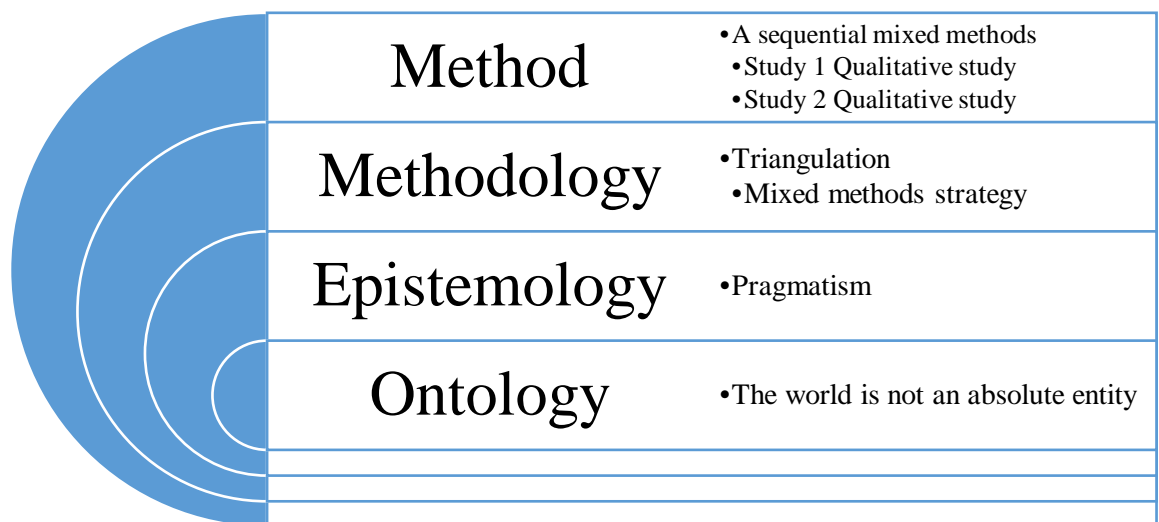 Method
•A sequential mixed methods
•Study 1 Qualitative study
•Study 2 Qualitative study
Methodology
•Triangulation
•Mixed methods strategy
Epistemology
•Pragmatism
Ontology
•The world is not an absolute entity